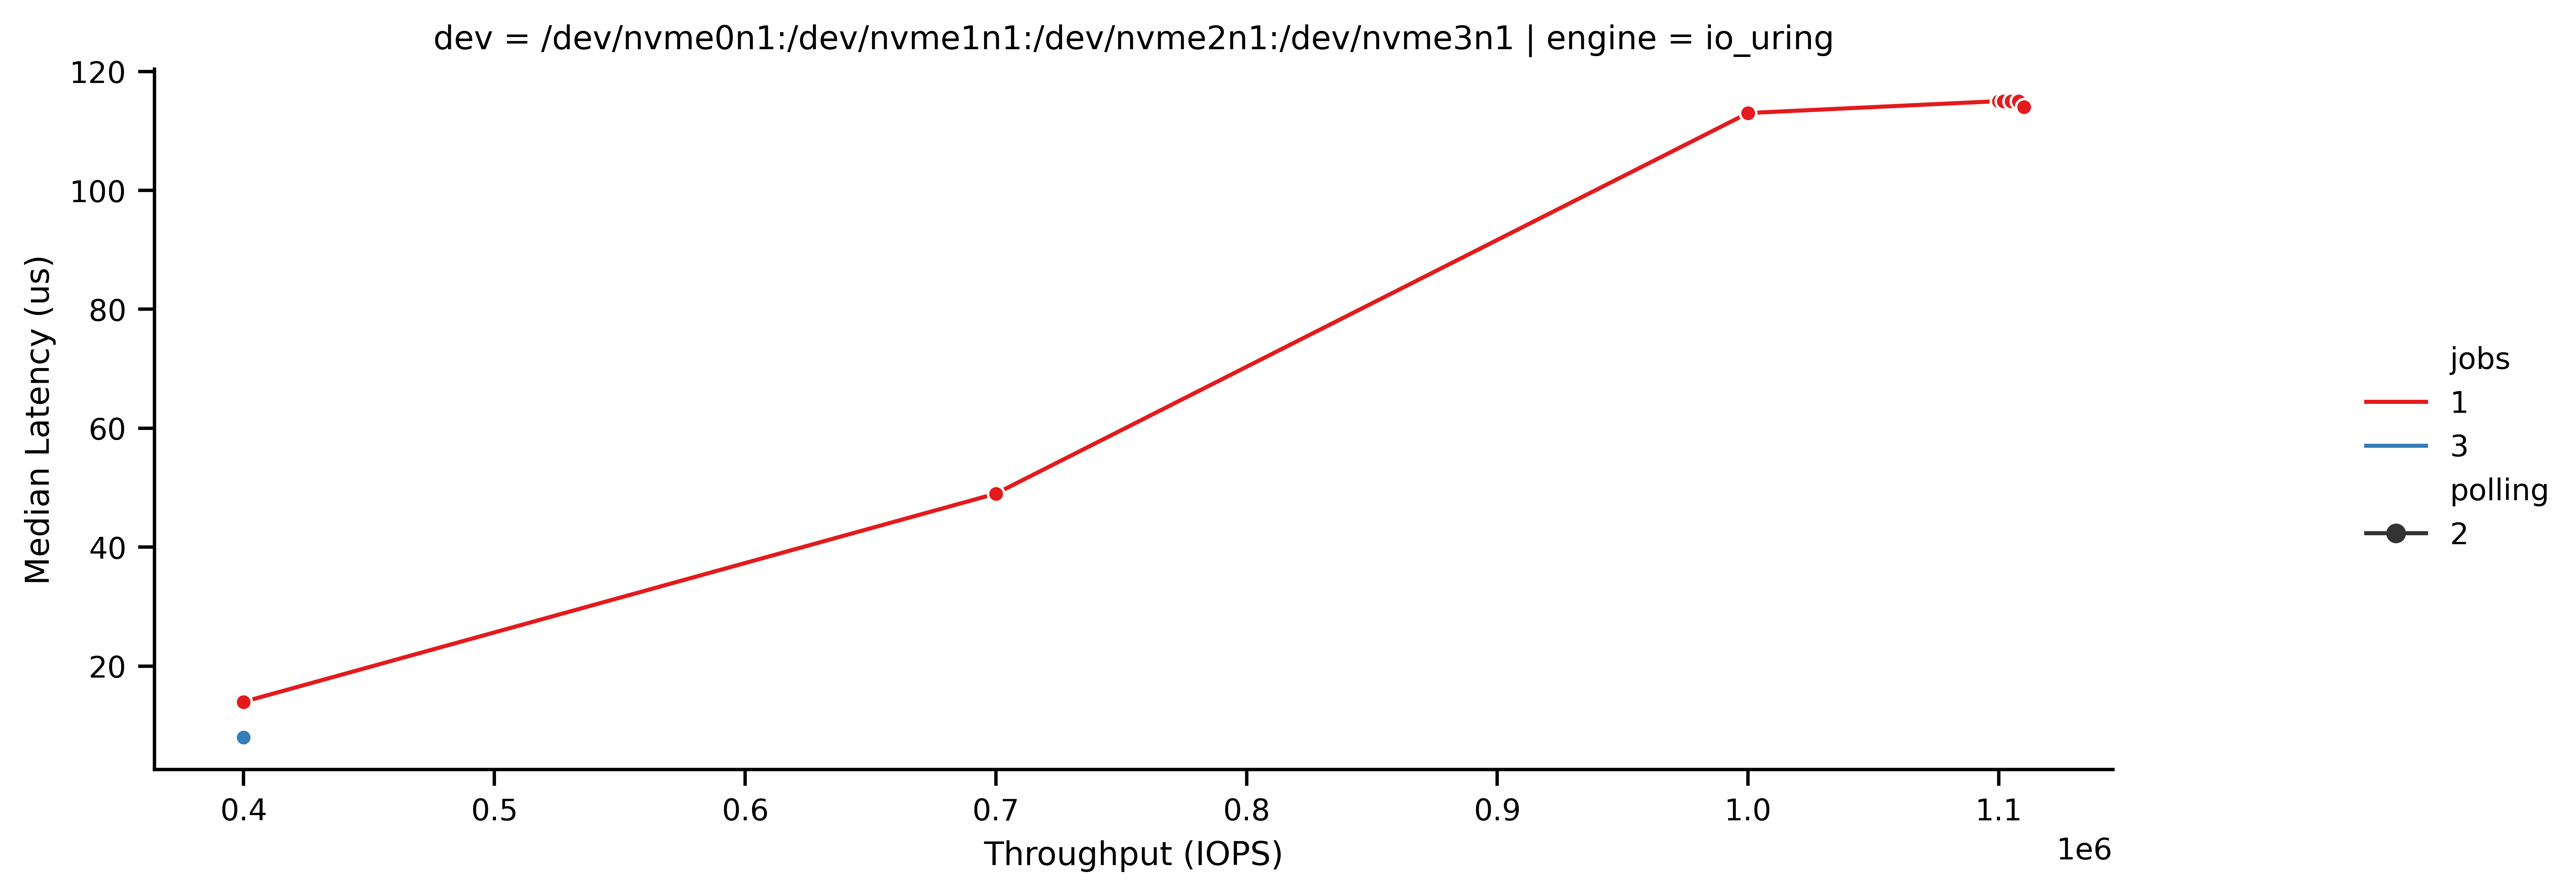 dev = /dev/nvme0n1:/dev/nvme1n1:/dev/nvme2n1:/dev/nvme3n1 | engine = io_uring
120
100
80
60
40
20
Median Latency (us)
0.4 0.5 0.6 0.7 0.8 0.9 1.0 1.1
1e6
Throughput (IOPS)
jobs
1
3
polling
2